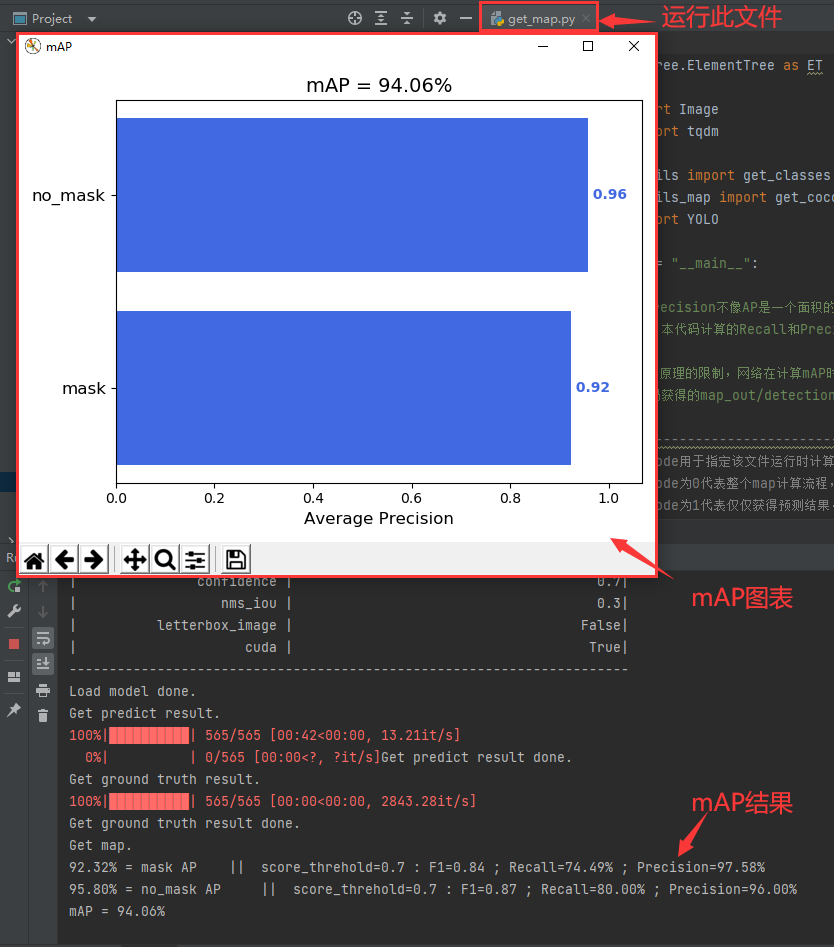 Project
get_map.py
运行此文件
mAP
mAP = 94.06%
no_mask
0.96
mask
0.92
0.0 0.2 0.4 0.6 0.8 1.0
Average Precision
ree.ElementTree as ET
rt Image
ort tqdm
ils import get_classes
ils_map import get_coco
ort YOLO
= "__main__":
recision不像AP是一个面积的
本代码计算的Recall和Prec
原理的限制，网络在计算mAP时
获得的map_out/detection
ode用于指定该文件运行时计算
ode为0代表整个map计算流程，
ode为1代表仅仅获得预测结果，
mAP图表
| confidence | 0.7|
| nms_iou | 0.3|
| letterbox_image | False|
| cuda | True|
----------------------------------------------------------------------
Load model done.
Get predict result.
100%|██████████| 565/565 [00:42<00:00, 13.21it/s]
0%| | 0/565 [00:00<?, ?it/s]Get predict result done.
Get ground truth result.
100%|██████████| 565/565 [00:00<00:00, 2843.28it/s]
Get ground truth result done.
Get map.
mAP结果
92.32% = mask AP || score_threhold=0.7 : F1=0.84 ; Recall=74.49% ; Precision=97.58%
95.80% = no_mask AP || score_threhold=0.7 : F1=0.87 ; Recall=80.00% ; Precision=96.00%
mAP = 94.06%